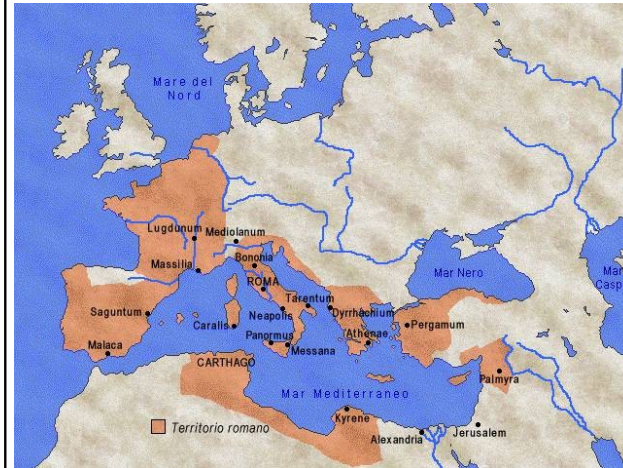 Mare del
Nord
Lugdunum
Mediolanum
Bononia
Massilia
ROMA
Mar Nero
Mar
Casp
Saguntum
Tarentum
Dyrrhachium
Neapolis
Pergamum
Caralis
Athenae
Panormus
Messana
Malaca
CARTHAGO
Palmyra
Mar Mediterraneo
Kyrene
Territorio romano
Alexandria
Jerusalem